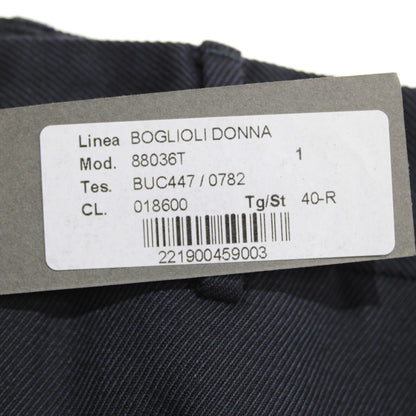 Linea BOGLIOLI DONNA
Mod. 88036T 1
Tes. BUC447 / 0782
CL. 018600 Tg/St 40-R
221900459003